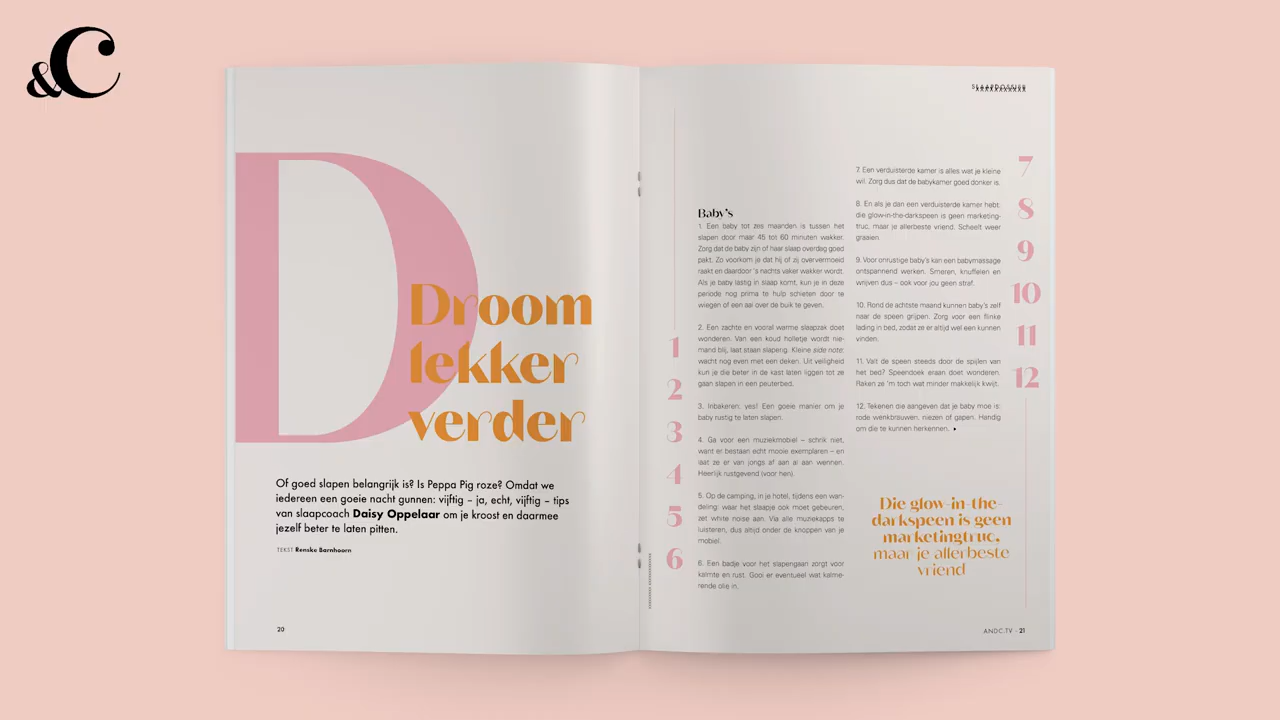 &C
D
Droom
lekker
verder
Of goed slapen belangrijk is? Is Peppa Pig roze? Omdat we
iedereen een goeie nacht gunnen: vijftig – ja, echt, vijftig – tips
van slaapcoach Daisy Oppelaar om je kroost en daarmee
jezelf beter te laten pitten.
TEKST Renske Barnhoorn
20
SLAAPDOSSIER
Baby's
1. Een baby tot zes maanden is tussen het
slapen door maar 45 tot 60 minuten wakker.
Zorg dat de baby zijn of haar slaap overdag goed
pakt. Zo voorkom je dat hij of zij oververmoeid
raakt en daardoor 's nachts vaker wakker wordt.
Als je baby lastig in slaap komt, kun je in deze
periode nog prima te hulp schieten door te
wiegen of een aai over de buik te geven.
2. Een zachte en vooral warme slaapzak doet
wonderen. Van een koud holletje wordt nie-
mand blij, laat staan slaperig. Kleine side note:
wacht nog even met een deken. Uit veiligheid
kun je die beter in de kast laten liggen tot ze
gaan slapen in een peuterbed.
3. Inbakeren: yes! Een goeie manier om je
baby rustig te laten slapen.
4. Ga voor een muziekmobiel – schrik niet,
want er bestaan echt mooie exemplaren – en
laat ze er van jongs af aan al aan wennen.
Heerlijk rustgevend (voor hen).
5. Op de camping, in je hotel, tijdens een wan-
deling: waar het slaapje ook moet gebeuren,
zet white noise aan. Via alle muziekapps te
luisteren, dus altijd onder de knoppen van je
mobiel.
6. Een badje voor het slapengaan zorgt voor
kalmte en rust. Gooi er eventueel wat kalme-
rende olie in.
1
2
3
4
5
6
7. Een verduisterde kamer is alles wat je kleine
wil. Zorg dus dat de babykamer goed donker is.
8. En als je dan een verduisterde kamer hebt:
die glow-in-the-darkspeen is geen marketing-
truc, maar je allerbeste vriend. Scheelt weer
graaien.
9. Voor onrustige baby's kan een babymassage
ontspannend werken. Smeren, knuffelen en
wrijven dus – ook voor jou geen straf.
10. Rond de achtste maand kunnen baby's zelf
naar de speen grijpen. Zorg voor een flinke
lading in bed, zodat ze er altijd wel een kunnen
vinden.
11. Valt de speen steeds door de spijlen van
het bed? Speendoek eraan doet wonderen.
Raken ze 'm toch wat minder makkelijk kwijt.
12. Tekenen die aangeven dat je baby moe is:
rode wenkbrauwen, niezen of gapen. Handig
om die te kunnen herkennen.
7
8
9
10
11
12
Die glow-in-the-
darkspeen is geen
marketingtruc,
maar je allerbeste
vriend
ANDC.TV - 21